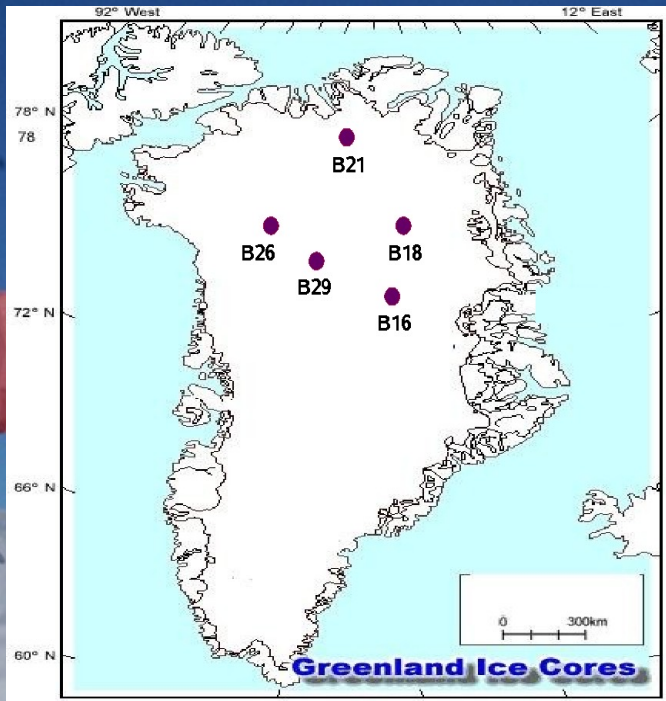 92° West 12° East
78° N
78
B21
B26 B18
B29
72° N
B16
66° N
0 300km
60° N
Greenland Ice Cores